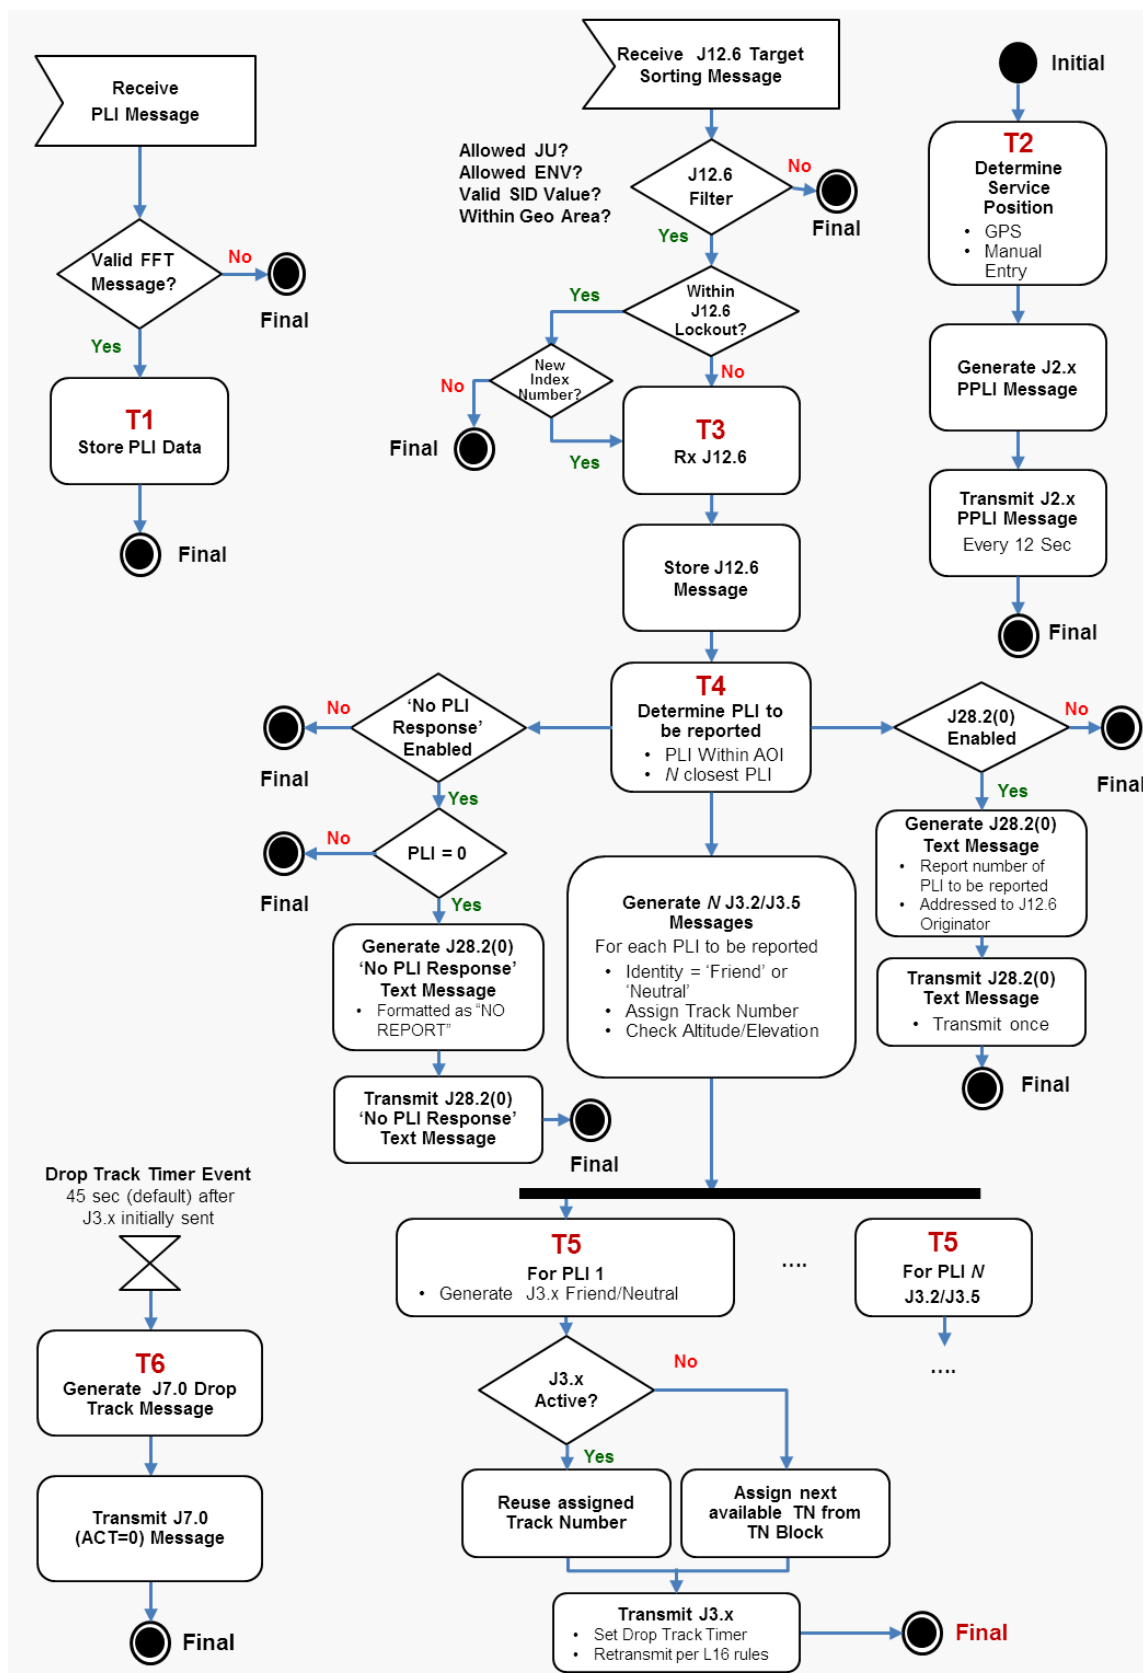 Receive
PLI Message
Valid FFT
Message?
No
Final
Yes
T1
Store PLI Data
Final
Receive J12.6 Target
Sorting Message
Allowed JU?
Allowed ENV?
Valid SID Value?
Within Geo Area?
J12.6
Filter
No
Final
Yes
Within
J12.6
Lockout?
Yes
No
New
Index
Number?
No
Final
Yes
T3
Rx J12.6
Store J12.6
Message
Initial
T2
Determine
Service
Position
• GPS
• Manual
Entry
Generate J2.x
PPLI Message
Transmit J2.x
PPLI Message
Every 12 Sec
Final
T4
Determine PLI to
be reported
• PLI Within AOI
• N closest PLI
‘No PLI
Response’
Enabled
No
Final
Yes
PLI = 0
No
Final
Yes
Generate J28.2(0)
‘No PLI Response’
Text Message
• Formatted as “NO
REPORT”
Transmit J28.2(0)
‘No PLI Response’
Text Message
Final
J28.2(0)
Enabled
No
Final
Yes
Generate J28.2(0)
Text Message
• Report number of
PLI to be reported
• Addressed to J12.6
Originator
Transmit J28.2(0)
Text Message
• Transmit once
Final
Generate N J3.2/J3.5
Messages
For each PLI to be reported
• Identity = ‘Friend’ or
‘Neutral’
• Assign Track Number
• Check Altitude/Elevation
T5
For PLI 1
• Generate J3.x Friend/Neutral
....
T5
For PLI N
J3.2/J3.5
....
J3.x
Active?
No
Yes
Reuse assigned
Track Number
Assign next
available TN from
TN Block
Transmit J3.x
• Set Drop Track Timer
• Retransmit per L16 rules
Final
Drop Track Timer Event
45 sec (default) after
J3.x initially sent
T6
Generate J7.0 Drop
Track Message
Transmit J7.0
(ACT=0) Message
Final